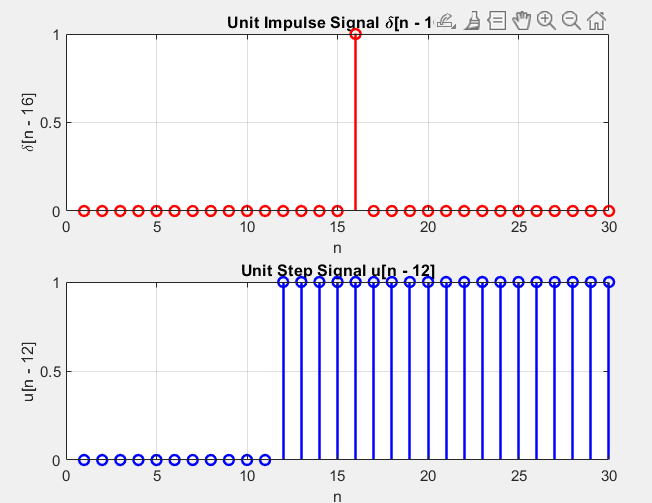 Unit Impulse Signal δ[n - 1
1
0.5
0
δ[n - 16]
0 5 10 15 20 25 30
n
Unit Step Signal u[n - 12]
1
0.5
0
u[n - 12]
0 5 10 15 20 25 30
n